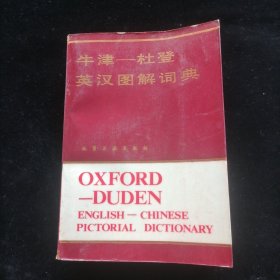 牛津—杜登
英汉图解词典
OXFORD
—DUDEN
ENGLISH—CHINESE
PICTORIAL DICTIONARY